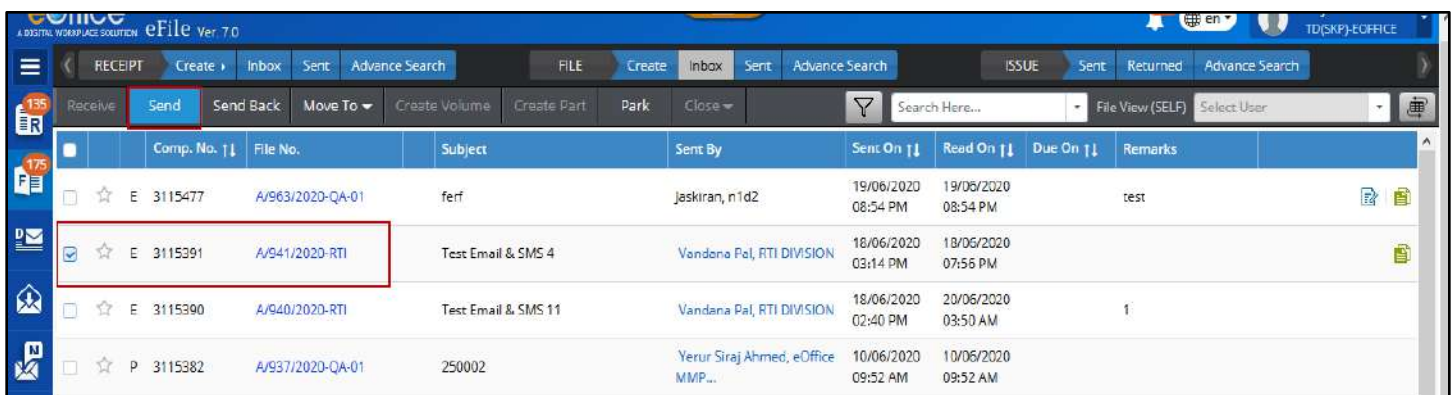 eOffice
A DIGITAL WORKPLACE SOLUTION eFile Ver. 7.0 en TD(SKP)-EOFFICE
RECEIPT Create Inbox Sent Advance Search FILE Create Inbox Sent Advance Search ISSUE Sent Returned Advance Search
135 R Receive Send Send Back Move To Create Volume Create Part Park Close Search Here... File View (SELF) Select User
Comp. No. File No. Subject Sent By Sent On Read On Due On Remarks
175 F
E 3115477 A/963/2020-QA-01 ferf Jaskiran, n1d2 19/06/2020 08:54 PM 19/06/2020 08:54 PM test
D
E 3115391 A/941/2020-RTI Test Email & SMS 4 Vandana Pal, RTI DIVISION 18/06/2020 03:14 PM 18/06/2020 07:56 PM
E 3115390 A/940/2020-RTI Test Email & SMS 11 Vandana Pal, RTI DIVISION 18/06/2020 02:40 PM 20/06/2020 03:50 AM 1
N
P 3115382 A/937/2020-QA-01 250002 Yerur Siraj Ahmed, eOffice MMP... 10/06/2020 09:52 AM 10/06/2020 09:52 AM